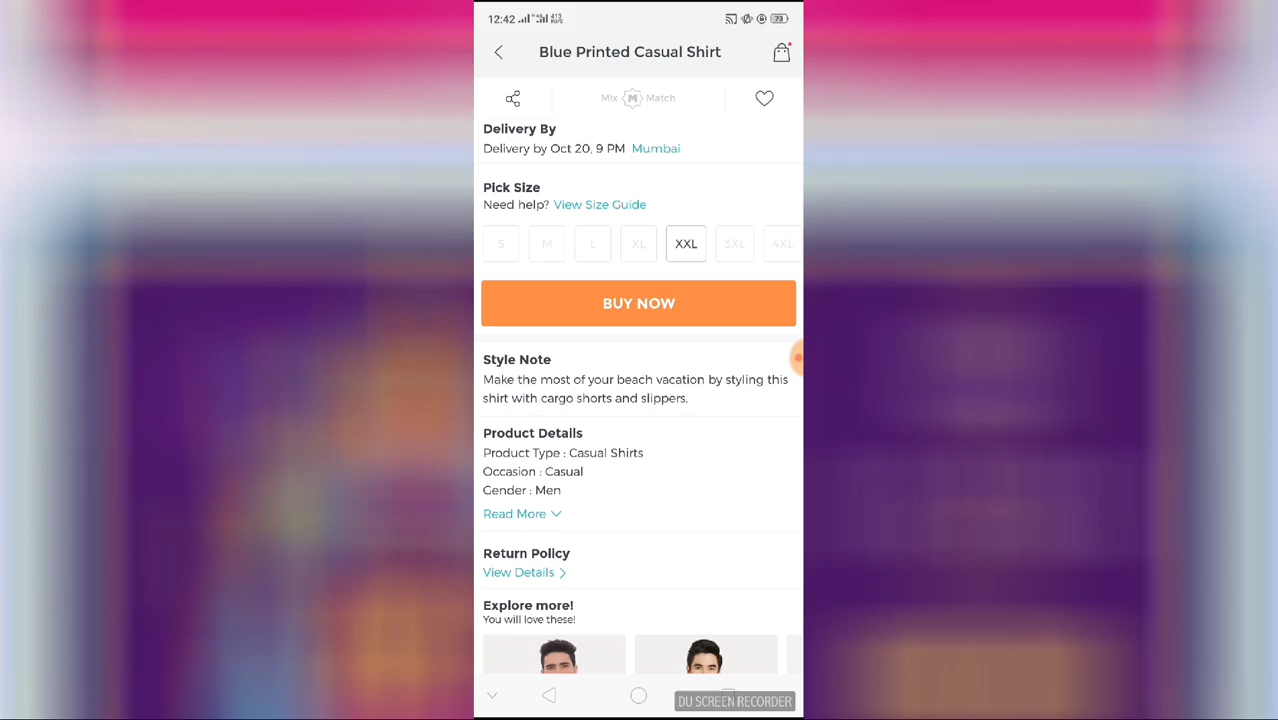 12:42
73
Blue Printed Casual Shirt
Mix M Match
Delivery By
Delivery by Oct 20, 9 PM Mumbai
Pick Size
Need help? View Size Guide
S M L XL XXL 3XL 4XL
BUY NOW
Style Note
Make the most of your beach vacation by styling this
shirt with cargo shorts and slippers.
Product Details
Product Type : Casual Shirts
Occasion : Casual
Gender : Men
Read More
Return Policy
View Details
Explore more!
You will love these!
DU SCREEN RECORDER